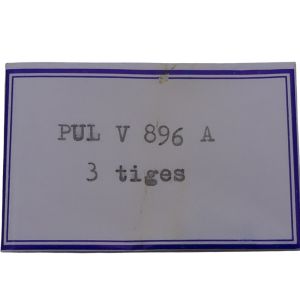 PUL V 896 A
3 tiges